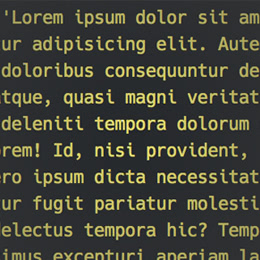 'Lorem ipsum dolor sit am
ur adipisicing elit. Aute
doloribus consequuntur de
tque, quasi magni veritat
deleniti tempora dolorum
rem! Id, nisi provident,
ro ipsum dicta necessitat
ur fugit pariatur molesti
electus tempora hic? Temp
imus excepturi aperiam la